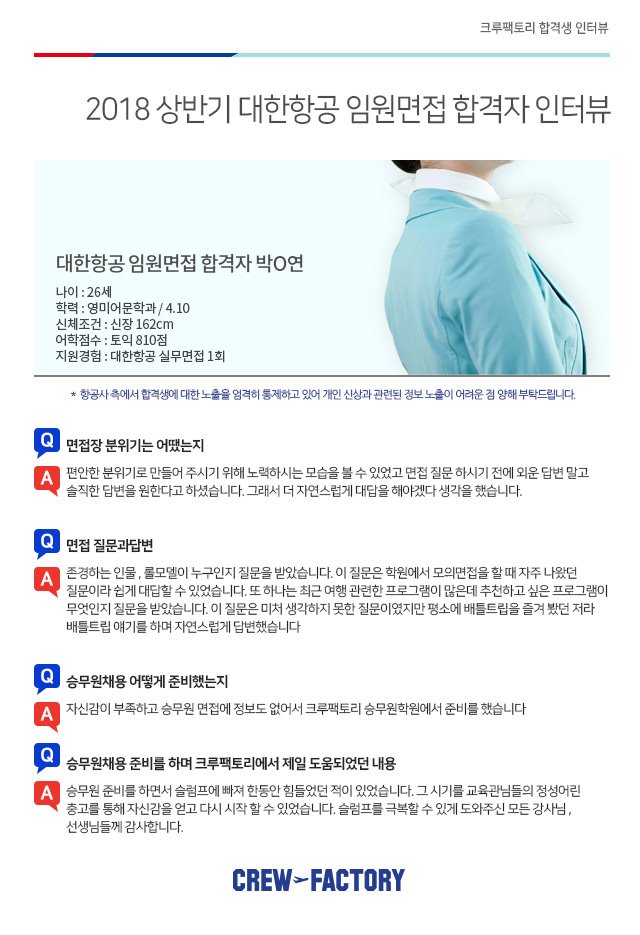 크루팩토리 합격생 인터뷰
2018 상반기 대한항공 임원면접 합격자 인터뷰
대한항공 임원면접 합격자 박O연
나이 : 26세
학력 : 영미어문학과 / 4.10
신체조건 : 신장 162cm
어학점수 : 토익 810점
지원경험 : 대한항공 실무면접 1회
* 항공사 측에서 합격생에 대한 노출을 엄격히 통제하고 있어 개인 신상과 관련된 정보 노출이 어려운 점 양해 부탁드립니다.
Q 면접장 분위기는 어땠는지
A 편안한 분위기로 만들어 주시기 위해 노력하시는 모습을 볼 수 있었고 면접 질문 하시기 전에 외운 답변 말고
솔직한 답변을 원한다고 하셨습니다. 그래서 더 자연스럽게 대답을 해야겠다 생각을 했습니다.
Q 면접 질문과답변
A 존경하는 인물 , 롤모델이 누구인지 질문을 받았습니다. 이 질문은 학원에서 모의면접을 할 때 자주 나왔던
질문이라 쉽게 대답할 수 있었습니다. 또 하나는 최근 여행 관련한 프로그램이 많은데 추천하고 싶은 프로그램이
무엇인지 질문을 받았습니다. 이 질문은 미처 생각하지 못한 질문이였지만 평소에 배틀트립을 즐겨 봤던 저라
배틀트립 얘기를 하며 자연스럽게 답변했습니다
Q 승무원채용 어떻게 준비했는지
A 자신감이 부족하고 승무원 면접에 정보도 없어서 크루팩토리 승무원학원에서 준비를 했습니다
Q 승무원채용 준비를 하며 크루팩토리에서 제일 도움되었던 내용
A 승무원 준비를 하면서 슬럼프에 빠져 한동안 힘들었던 적이 있었습니다. 그 시기를 교육관님들의 정성어린
충고를 통해 자신감을 얻고 다시 시작 할 수 있었습니다. 슬럼프를 극복할 수 있게 도와주신 모든 강사님 ,
선생님들께 감사합니다.
CREW FACTORY